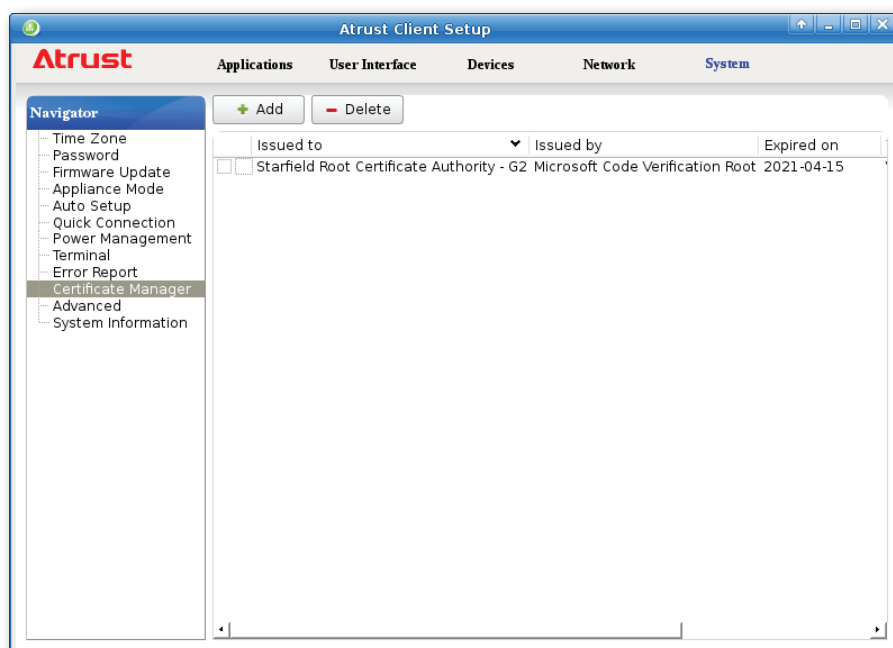 Atrust Client Setup
Atrust
Applications User Interface Devices Network System
Navigator
Time Zone
Password
Firmware Update
Appliance Mode
Auto Setup
Quick Connection
Power Management
Terminal
Error Report
Certificate Manager
Advanced
System Information
Add Delete
Issued to Issued by Expired on
Starfield Root Certificate Authority - G2 Microsoft Code Verification Root 2021-04-15